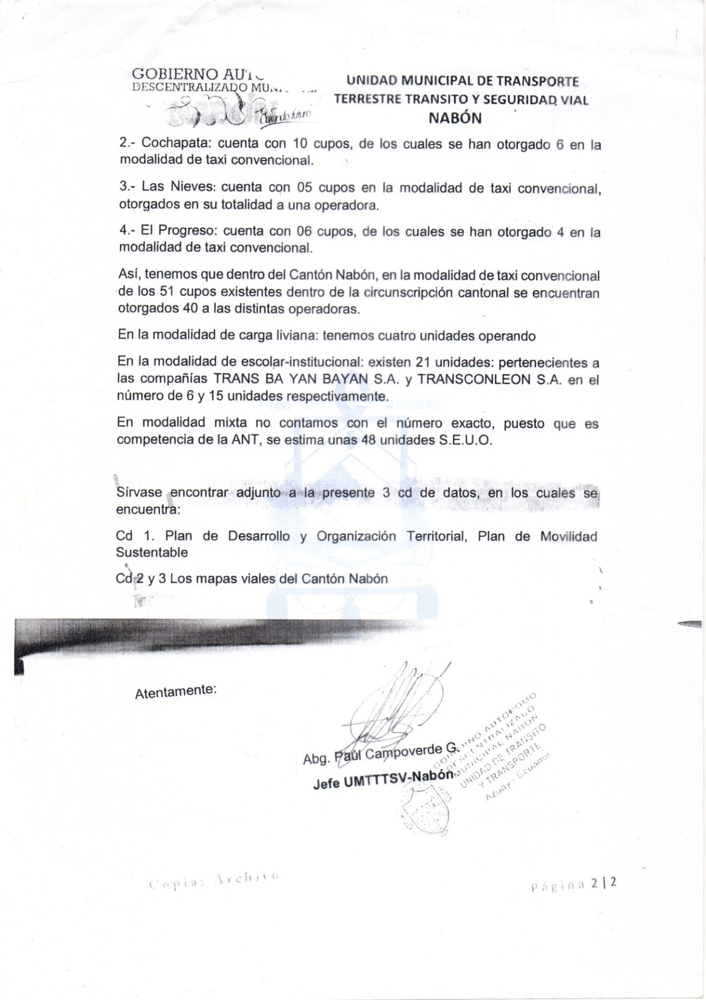 GOBIERNO
DESCENTRALIZADO
Creando futuro
UNIDAD MUNICIPAL DE TRANSPORTE
TERRESTRE TRANSITO Y SEGURIDAD VIAL
NABÓN
2.- Cochapata: cuenta con 10 cupos, de los cuales se han otorgado 6 en la
modalidad de taxi convencional.
3.- Las Nieves: cuenta con 05 cupos en la modalidad de taxi convencional,
otorgados en su totalidad a una operadora.
4.- El Progreso: cuenta con 06 cupos, de los cuales se han otorgado 4 en la
modalidad de taxi convencional.
Así, tenemos que dentro del Cantón Nabón, en la modalidad de taxi convencional
de los 51 cupos existentes dentro de la circunscripción cantonal se encuentran
otorgados 40 a las distintas operadoras.
En la modalidad de carga liviana: tenemos cuatro unidades operando
En la modalidad de escolar-institucional: existen 21 unidades: pertenecientes a
las compañías TRANS BA YAN BAYAN S.A. y TRANSCONLEON S.A. en el
número de 6 y 15 unidades respectivamente.
FONS POSSIDENTIS
En modalidad mixta no contamos con el número exacto, puesto que es
competencia de la ANT, se estima unas 48 unidades S.E.U.O.
Sírvase encontrar adjunto a la presente 3 cd de datos, en los cuales se
encuentra:
Cd 1. Plan de Desarrollo y Organización Territorial, Plan de Movilidad
Sustentable
Cd 2 y 3 Los mapas viales del Cantón Nabón
Atentamente:
Abg. Paúl Campoverde G.
Jefe UMTTTSV-Nabón
GOBIERNO AUTONOMO
DESCENTRALIZADO
MUNICIPAL NABON
UNIDAD DE TRANSITO
Y TRANSPORTE
Azuay - Ecuador
Copia: Archivo
Página 2|2